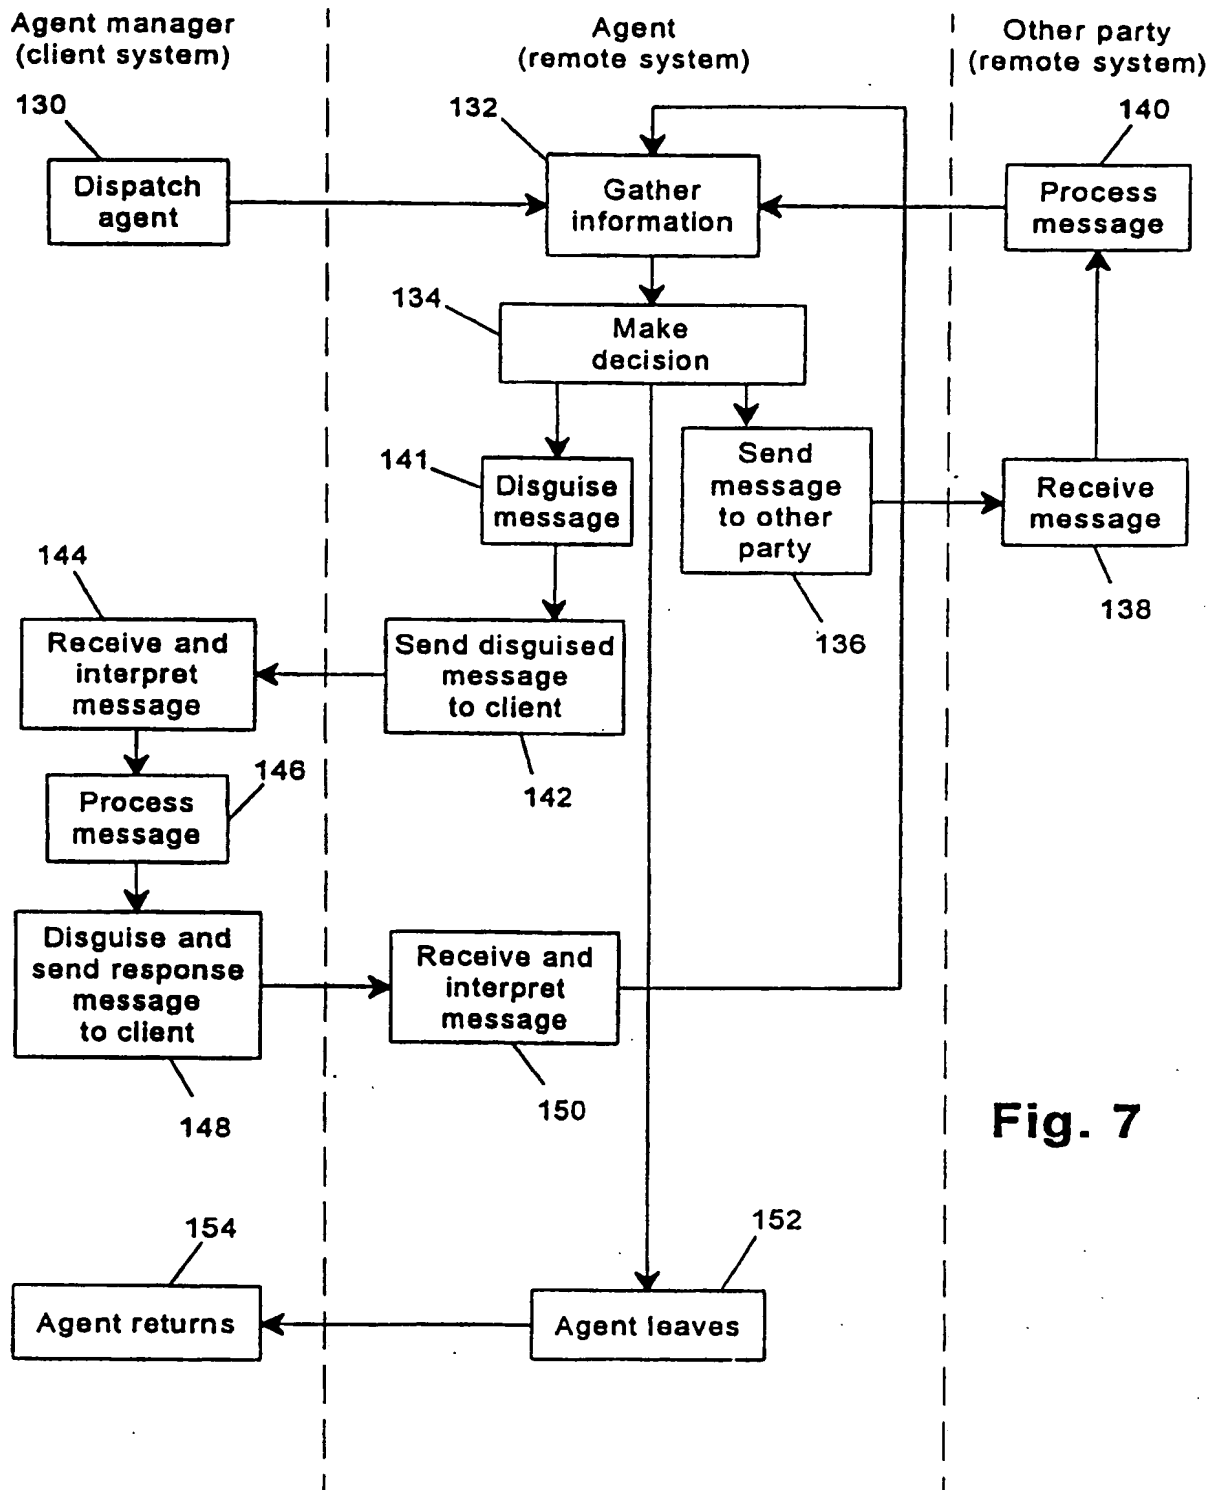 Agent manager
(client system)
Agent
(remote system)
Other party
(remote system)
130
132
140
Dispatch
agent
Gather
information
Process
message
134
Make
decision
141
Disguise
message
Send
message
to other
party
Receive
message
144
136
138
Receive and
interpret
message
Send disguised
message
to client
146
142
Process
message
Disguise and
send response
message
to client
Receive and
interpret
message
148
150
Fig. 7
154
152
Agent returns
Agent leaves